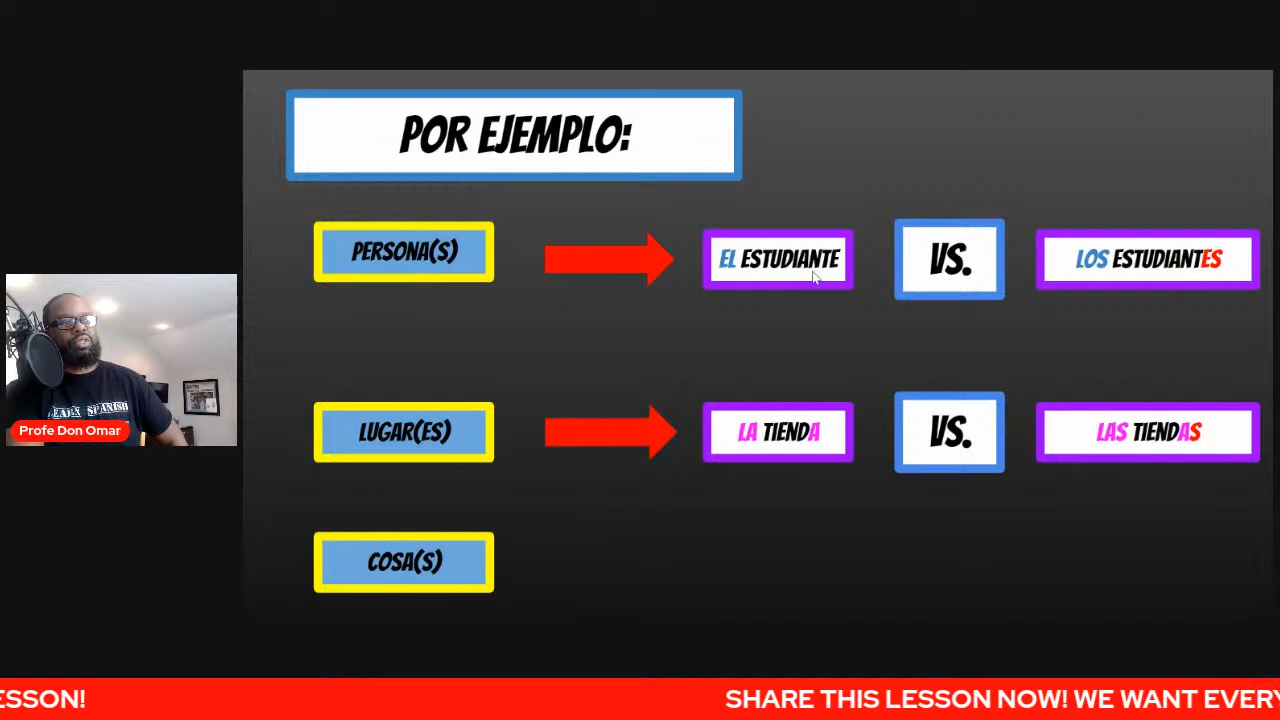 POR EJEMPLO:
PERSONA(S)
EL ESTUDIANTE
VS.
LOS ESTUDIANTES
LUGAR(ES)
LA TIENDA
VS.
LAS TIENDAS
COSA(S)
SPANISH
Profe Don Omar
ESSON!
SHARE THIS LESSON NOW! WE WANT EVERY